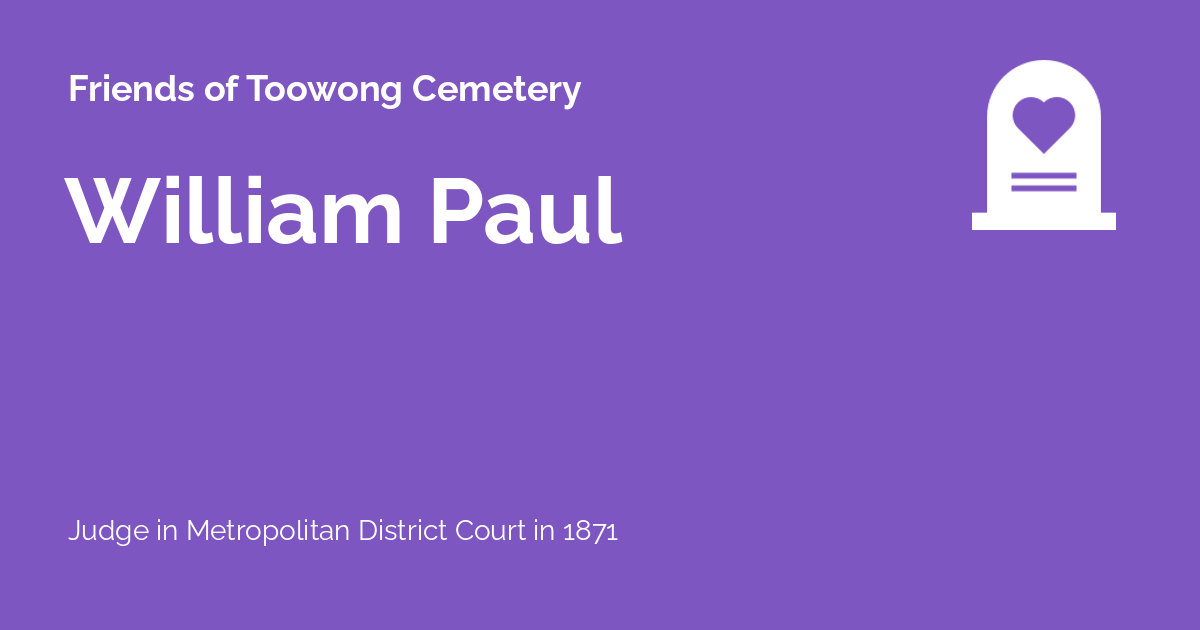 Friends of Toowong Cemetery
William Paul
Judge in Metropolitan District Court in 1871